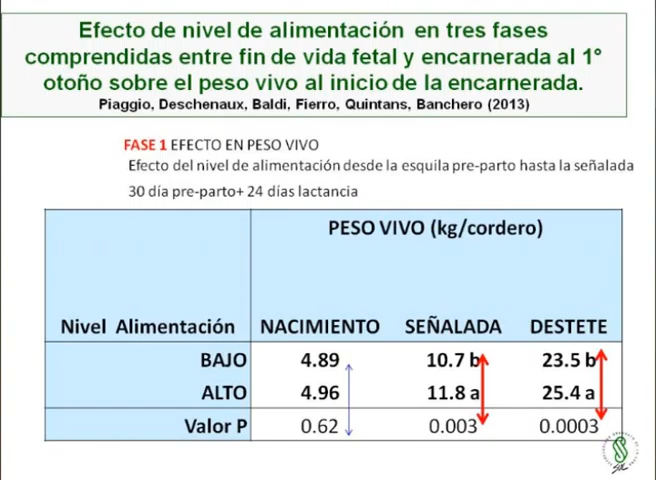 Efecto de nivel de alimentación en tres fases
comprendidas entre fin de vida fetal y encarnerada al 1°
otoño sobre el peso vivo al inicio de la encarnerada.
Piaggio, Deschenaux, Baldi, Fierro, Quintans, Banchero (2013)
FASE 1 EFECTO EN PESO VIVO
Efecto del nivel de alimentación desde la esquila pre-parto hasta la señalada
30 día pre-parto+ 24 días lactancia
PESO VIVO (kg/cordero)
Nivel Alimentación NACIMIENTO SEÑALADA DESTETE
BAJO 4.89 10.7 b 23.5 b
ALTO 4.96 11.8 a 25.4 a
Valor P 0.62 0.003 0.0003